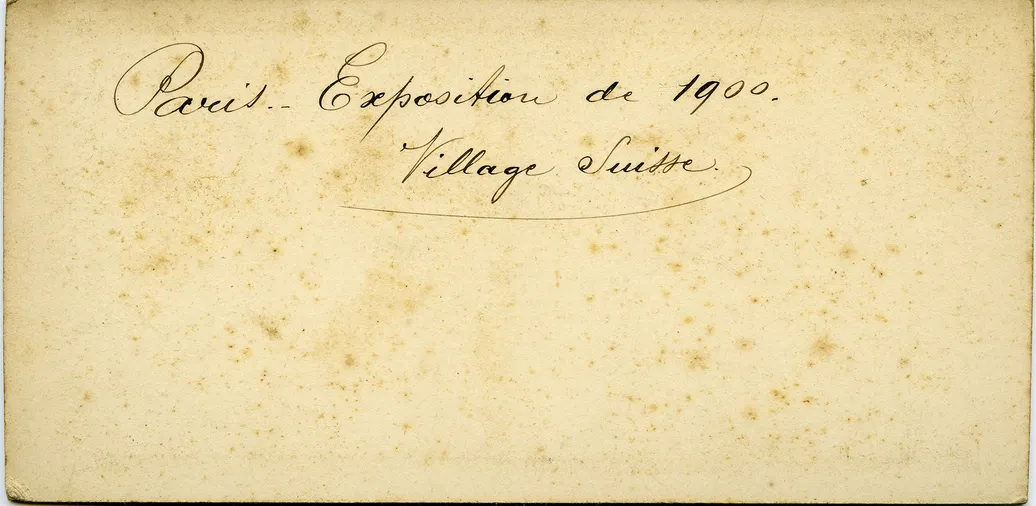 Paris.- Exposition de 1900.
Village Suisse.